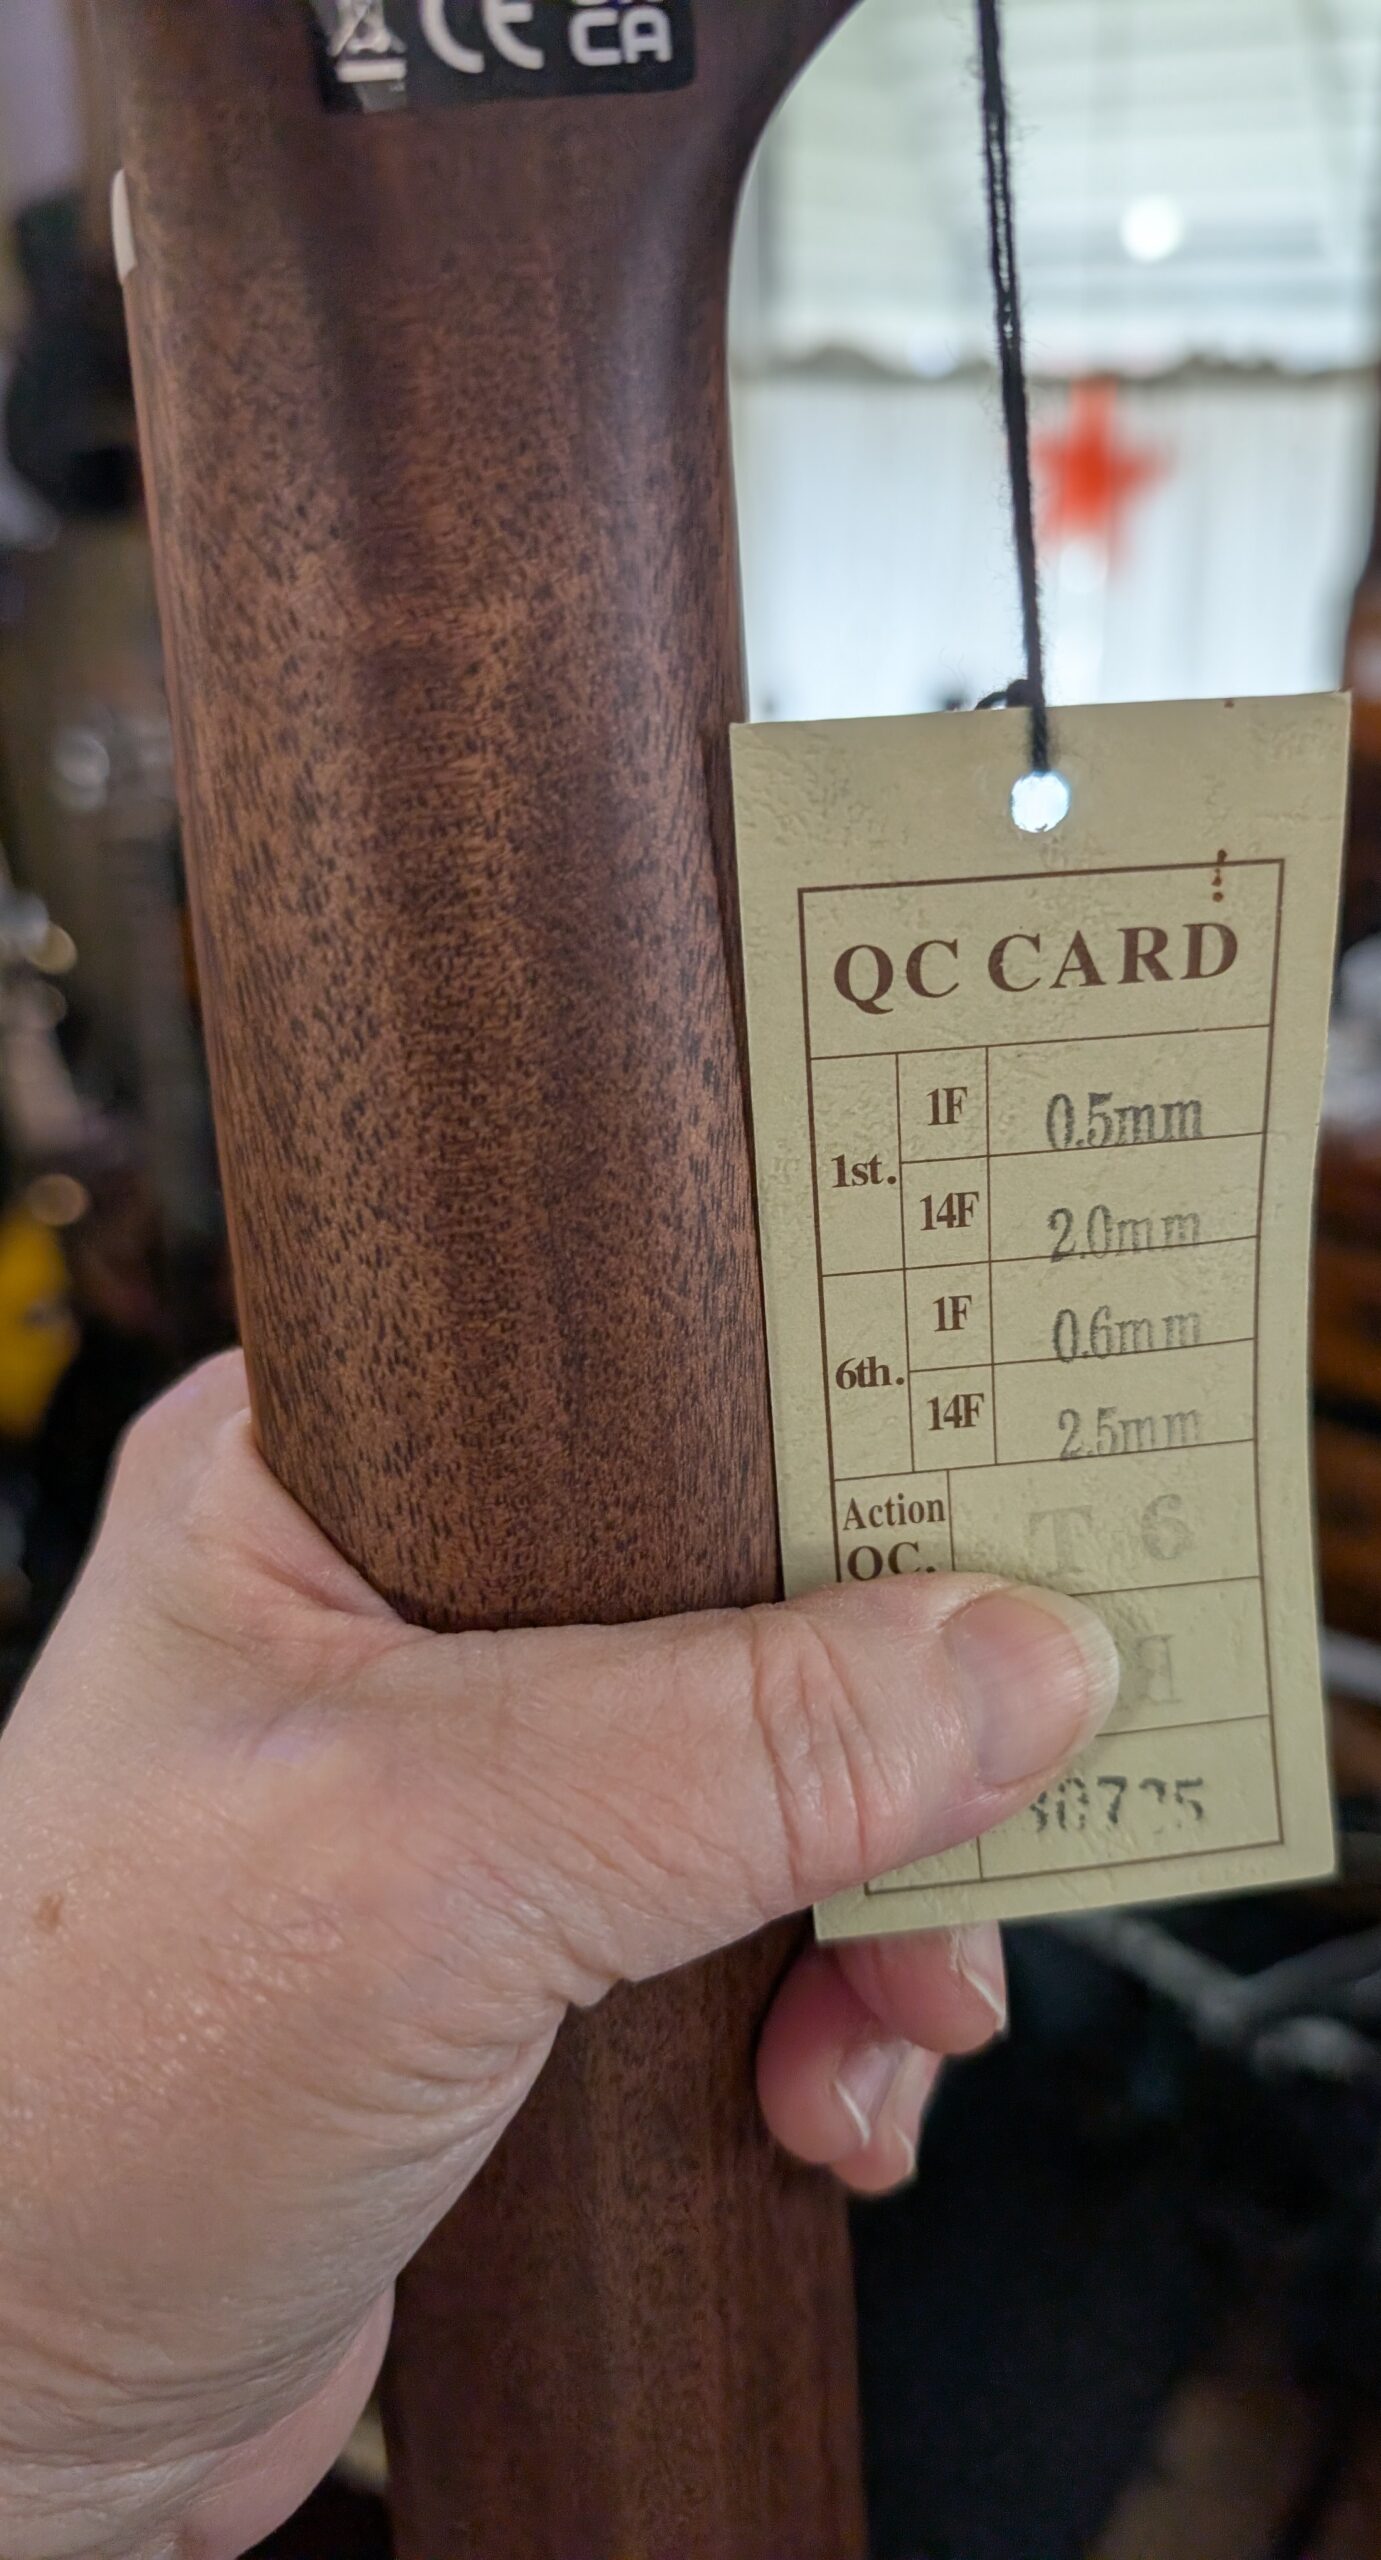 CE
CA
QC CARD
1st. 1F 0.5mm
14F 2.0mm
6th. 1F 0.6mm
14F 2.5mm
Action QC. T 6